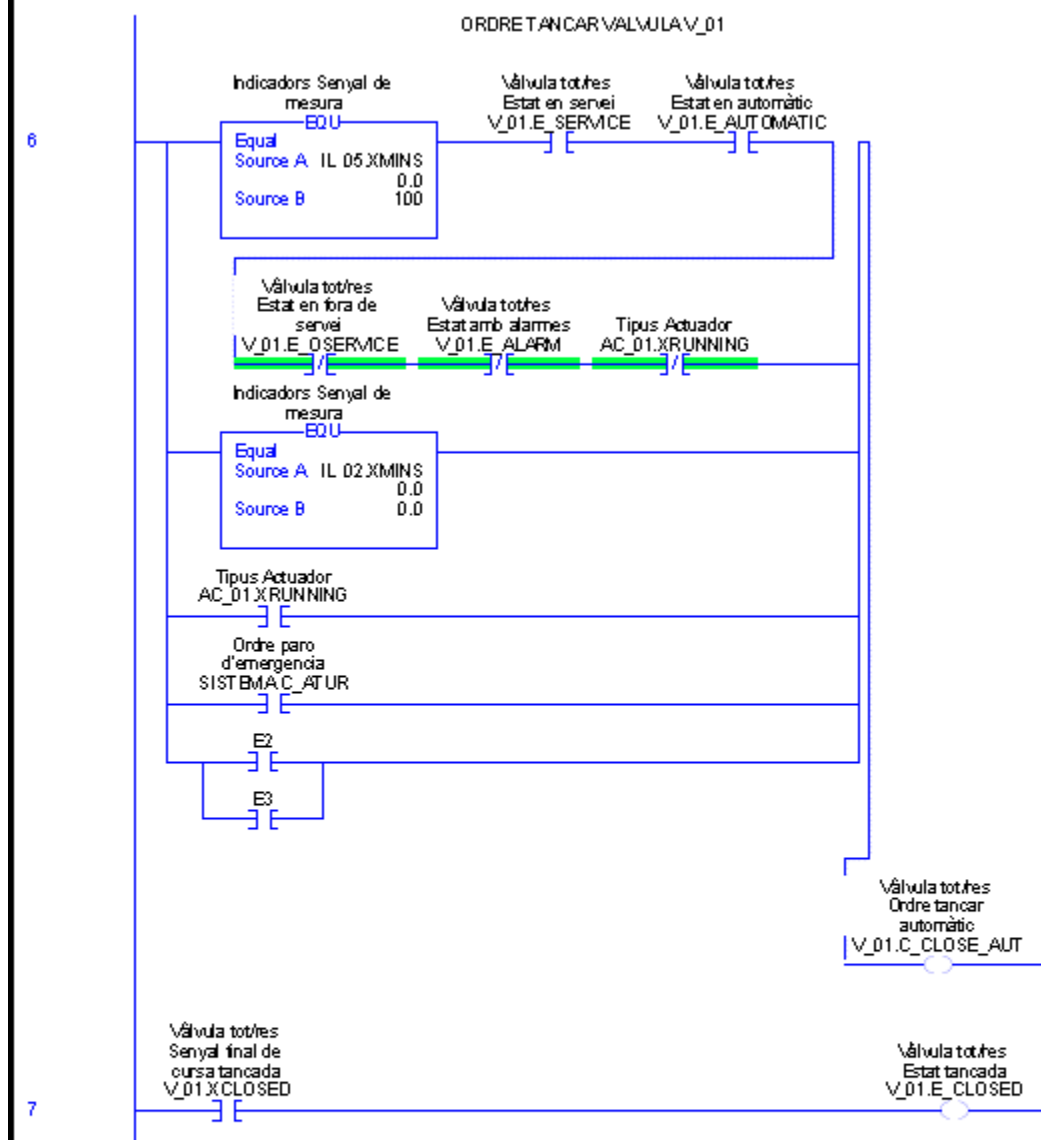 ORDRE TANCAR VALVULA V_01
Indicadors Senyal de
mesura
EQU
Equal
Source A IL_05.XMINS
0.0
Source B 100
Vàlvula tot/res
Estat en servei
V_01.E_SERVICE
Vàlvula tot/res
Estat en automàtic
V_01.E_AUTOMATIC
6
Vàlvula tot/res
Estat en fora de
servei
V_01.E_OSERVICE
Vàlvula tot/res
Estat amb alarmes
V_01.E_ALARM
Tipus Actuador
AC_01.XRUNNING
Indicadors Senyal de
mesura
EQU
Equal
Source A IL_02.XMINS
0.0
Source B 0.0
Tipus Actuador
AC_01.XRUNNING
Ordre paro
d'emergencia
SISTEMA.C_ATUR
E2
E3
Vàlvula tot/res
Ordre tancar
automàtic
V_01.C_CLOSE_AUT
Vàlvula tot/res
Senyal final de
cursa tancada
V_01.XCLOSED
Vàlvula tot/res
Estat tancada
V_01.E_CLOSED
7